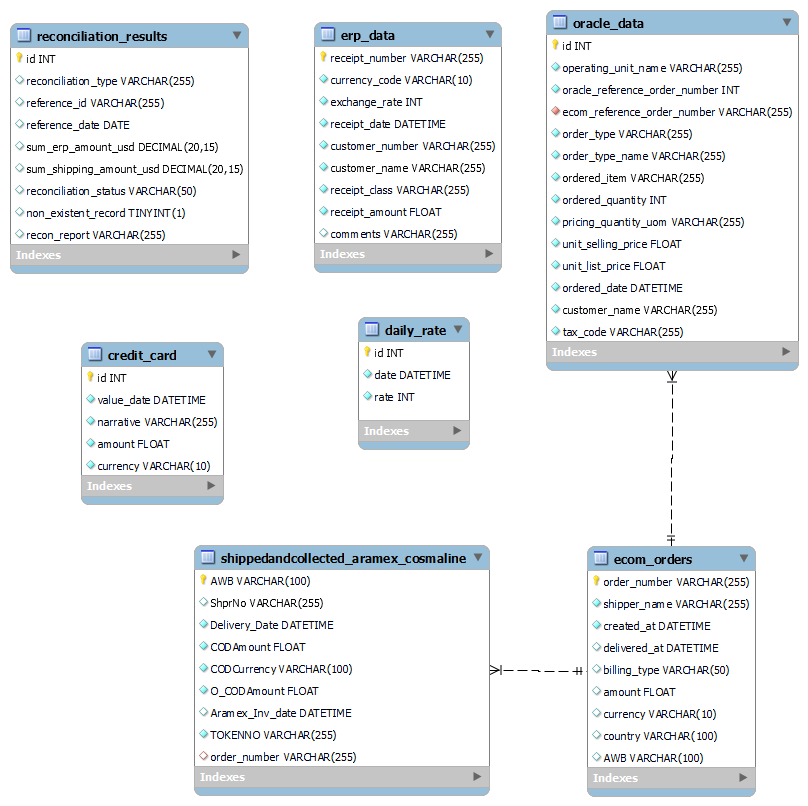 reconciliation_results
id INT
reconciliation_type VARCHAR(255)
reference_id VARCHAR(255)
reference_date DATE
sum_erp_amount_usd DECIMAL(20,15)
sum_shipping_amount_usd DECIMAL(20,15)
reconciliation_status VARCHAR(50)
non_existent_record TINYINT(1)
recon_report VARCHAR(255)
Indexes
erp_data
receipt_number VARCHAR(255)
currency_code VARCHAR(10)
exchange_rate INT
receipt_date DATETIME
customer_number VARCHAR(255)
customer_name VARCHAR(255)
receipt_class VARCHAR(255)
receipt_amount FLOAT
comments VARCHAR(255)
Indexes
oracle_data
id INT
operating_unit_name VARCHAR(255)
oracle_reference_order_number INT
ecom_reference_order_number VARCHAR(255)
order_type VARCHAR(255)
order_type_name VARCHAR(255)
ordered_item VARCHAR(255)
ordered_quantity INT
pricing_quantity_uom VARCHAR(255)
unit_selling_price FLOAT
unit_list_price FLOAT
ordered_date DATETIME
customer_name VARCHAR(255)
tax_code VARCHAR(255)
Indexes
credit_card
id INT
value_date DATETIME
narrative VARCHAR(255)
amount FLOAT
currency VARCHAR(10)
Indexes
daily_rate
id INT
date DATETIME
rate INT
Indexes
shippedandcollected_aramex_cosmaline
AWB VARCHAR(100)
ShprNo VARCHAR(255)
Delivery_Date DATETIME
CODAmount FLOAT
CODCurrency VARCHAR(100)
O_CODAmount FLOAT
Aramex_Inv_date DATETIME
TOKENNO VARCHAR(255)
order_number VARCHAR(255)
Indexes
ecom_orders
order_number VARCHAR(255)
shipper_name VARCHAR(255)
created_at DATETIME
delivered_at DATETIME
billing_type VARCHAR(50)
amount FLOAT
currency VARCHAR(10)
country VARCHAR(100)
AWB VARCHAR(100)
Indexes